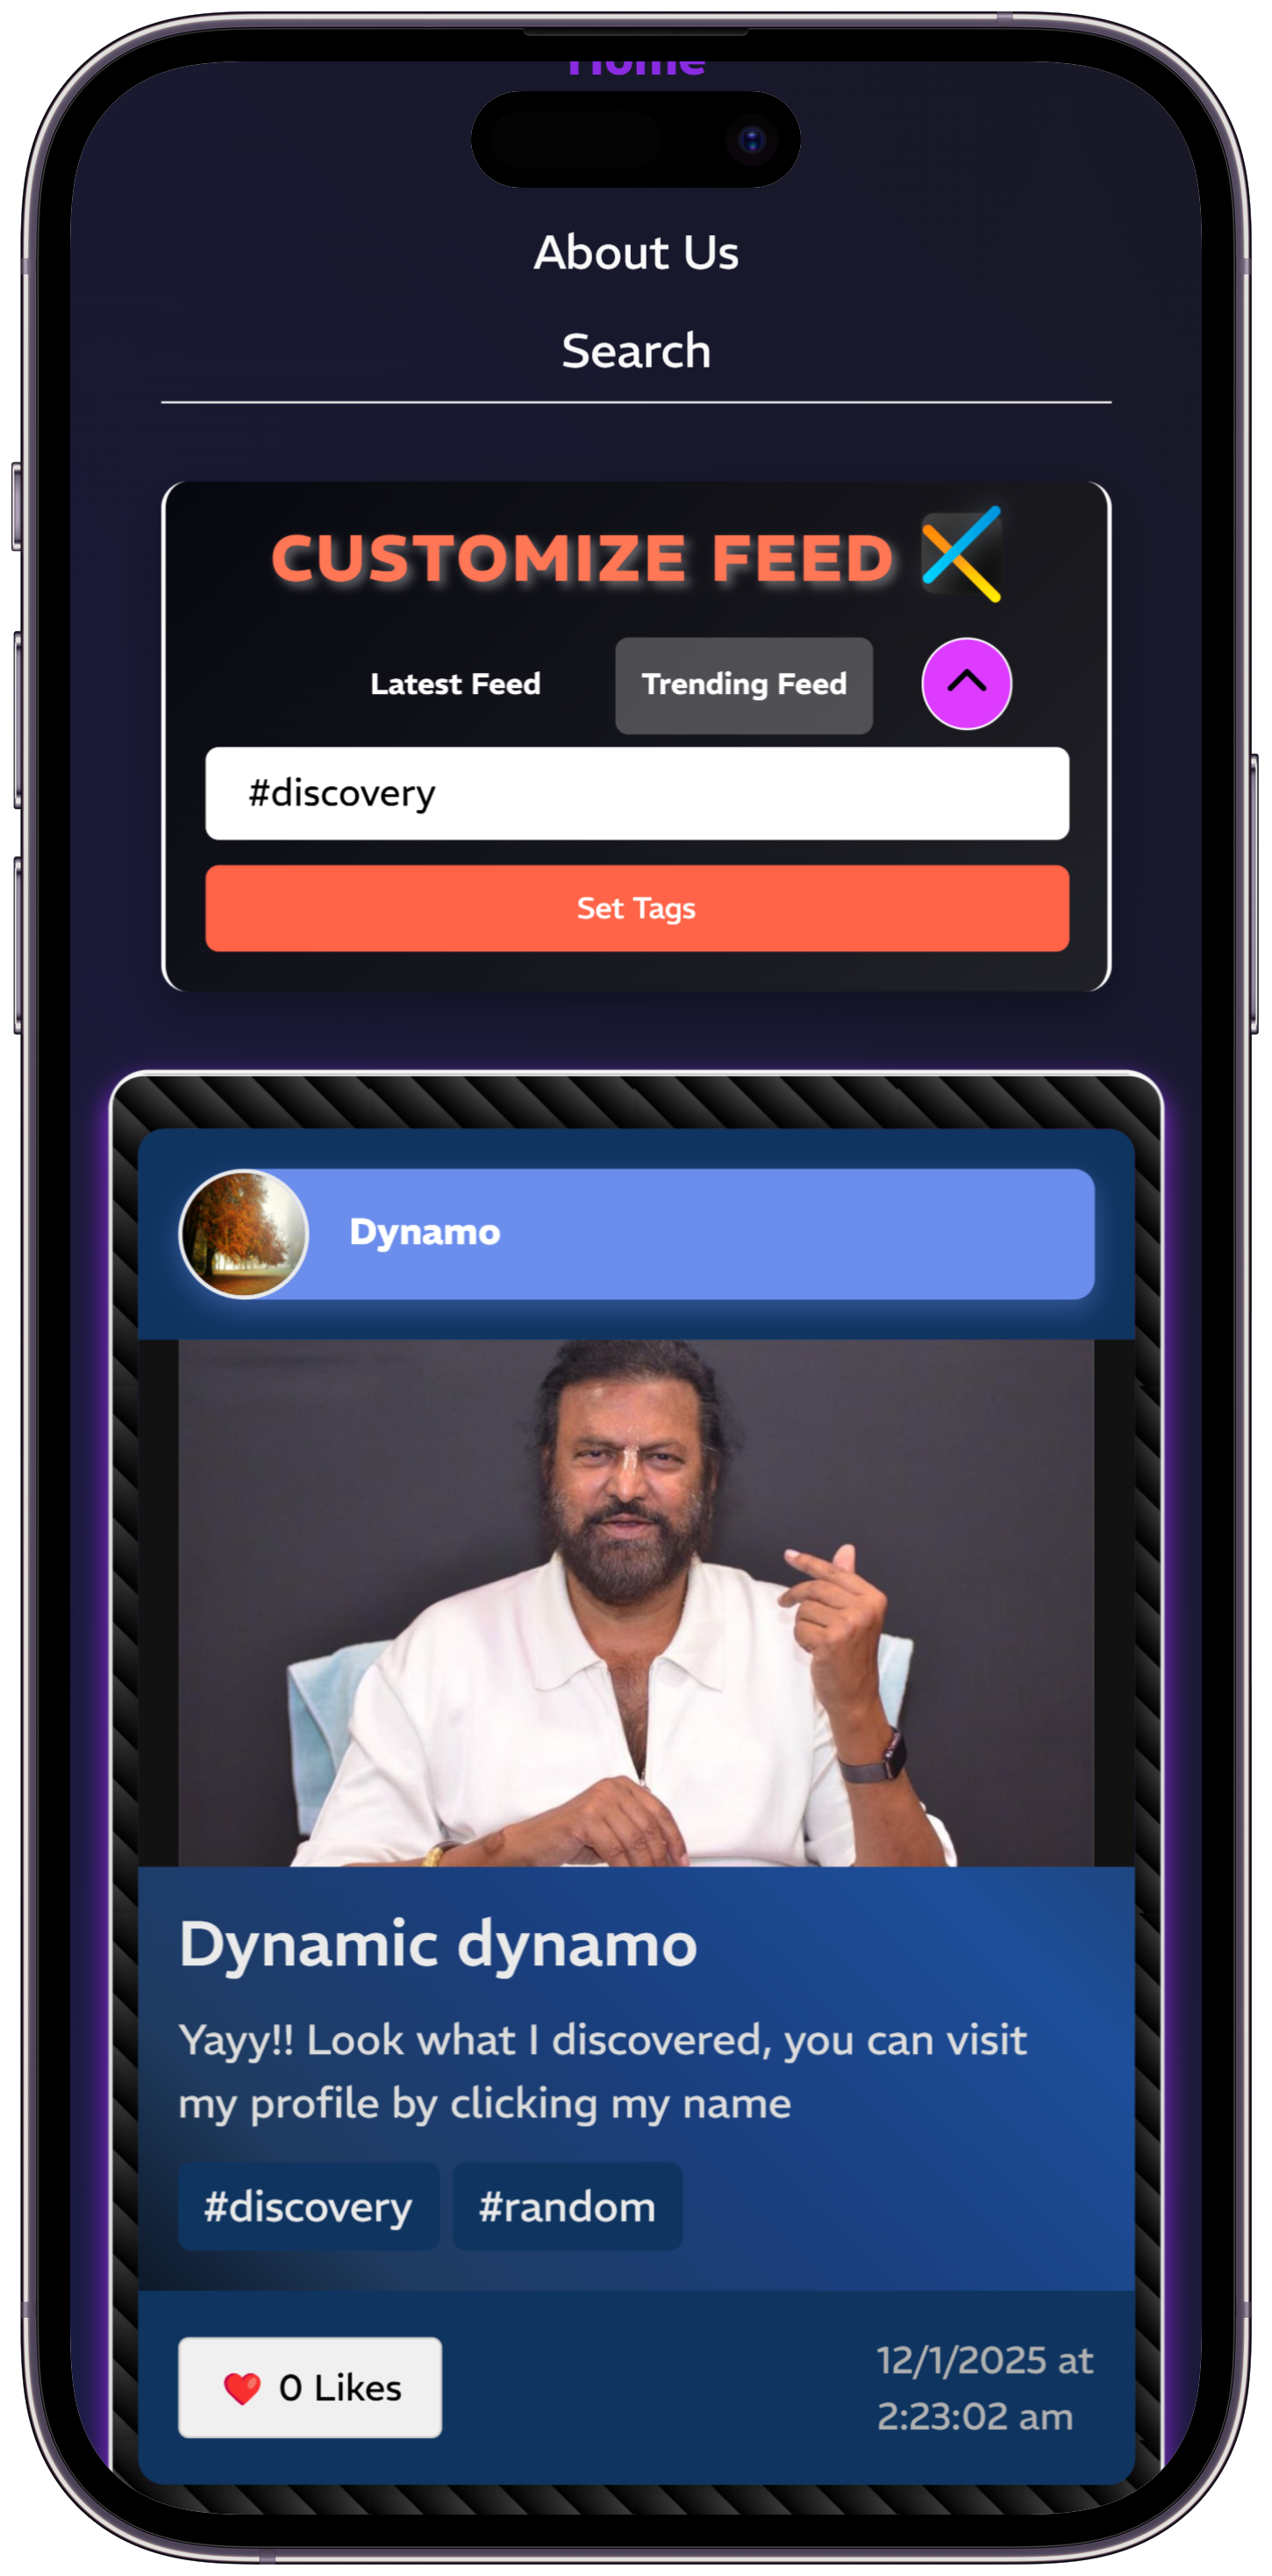 Home
About Us
Search
CUSTOMIZE FEED
Latest Feed
Trending Feed
#discovery
Set Tags
Dynamo
Dynamic dynamo
Yayy!! Look what I discovered, you can visit
my profile by clicking my name
#discovery #random
0 Likes
12/1/2025 at
2:23:02 am